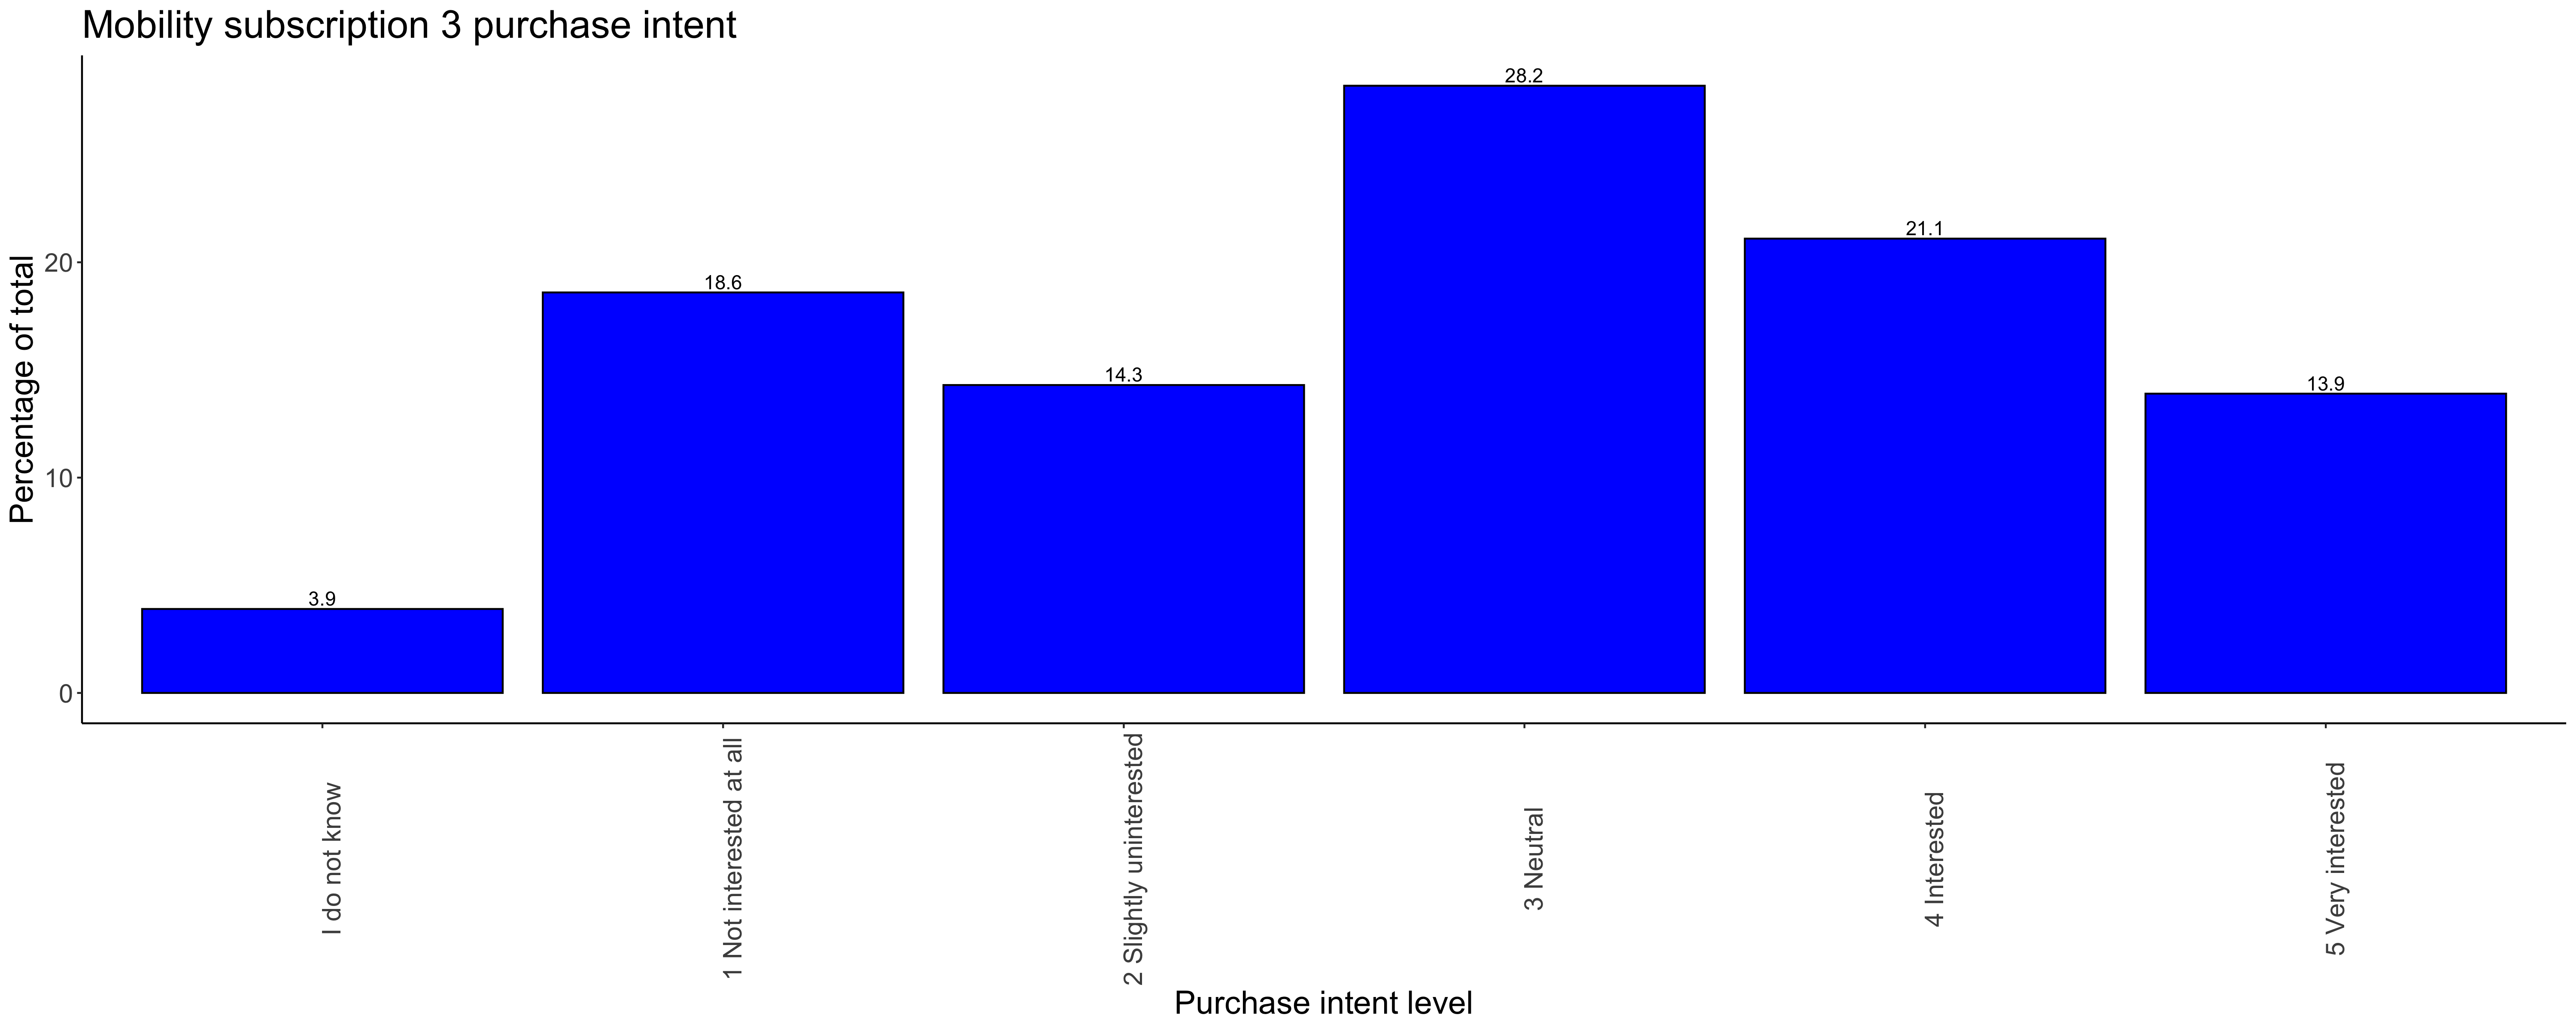 Mobility subscription 3 purchase intent
Percentage of total
20
10
0
3.9
18.6
14.3
28.2
21.1
13.9
I do not know
1 Not interested at all
2 Slightly uninterested
3 Neutral
4 Interested
5 Very interested
Purchase intent level